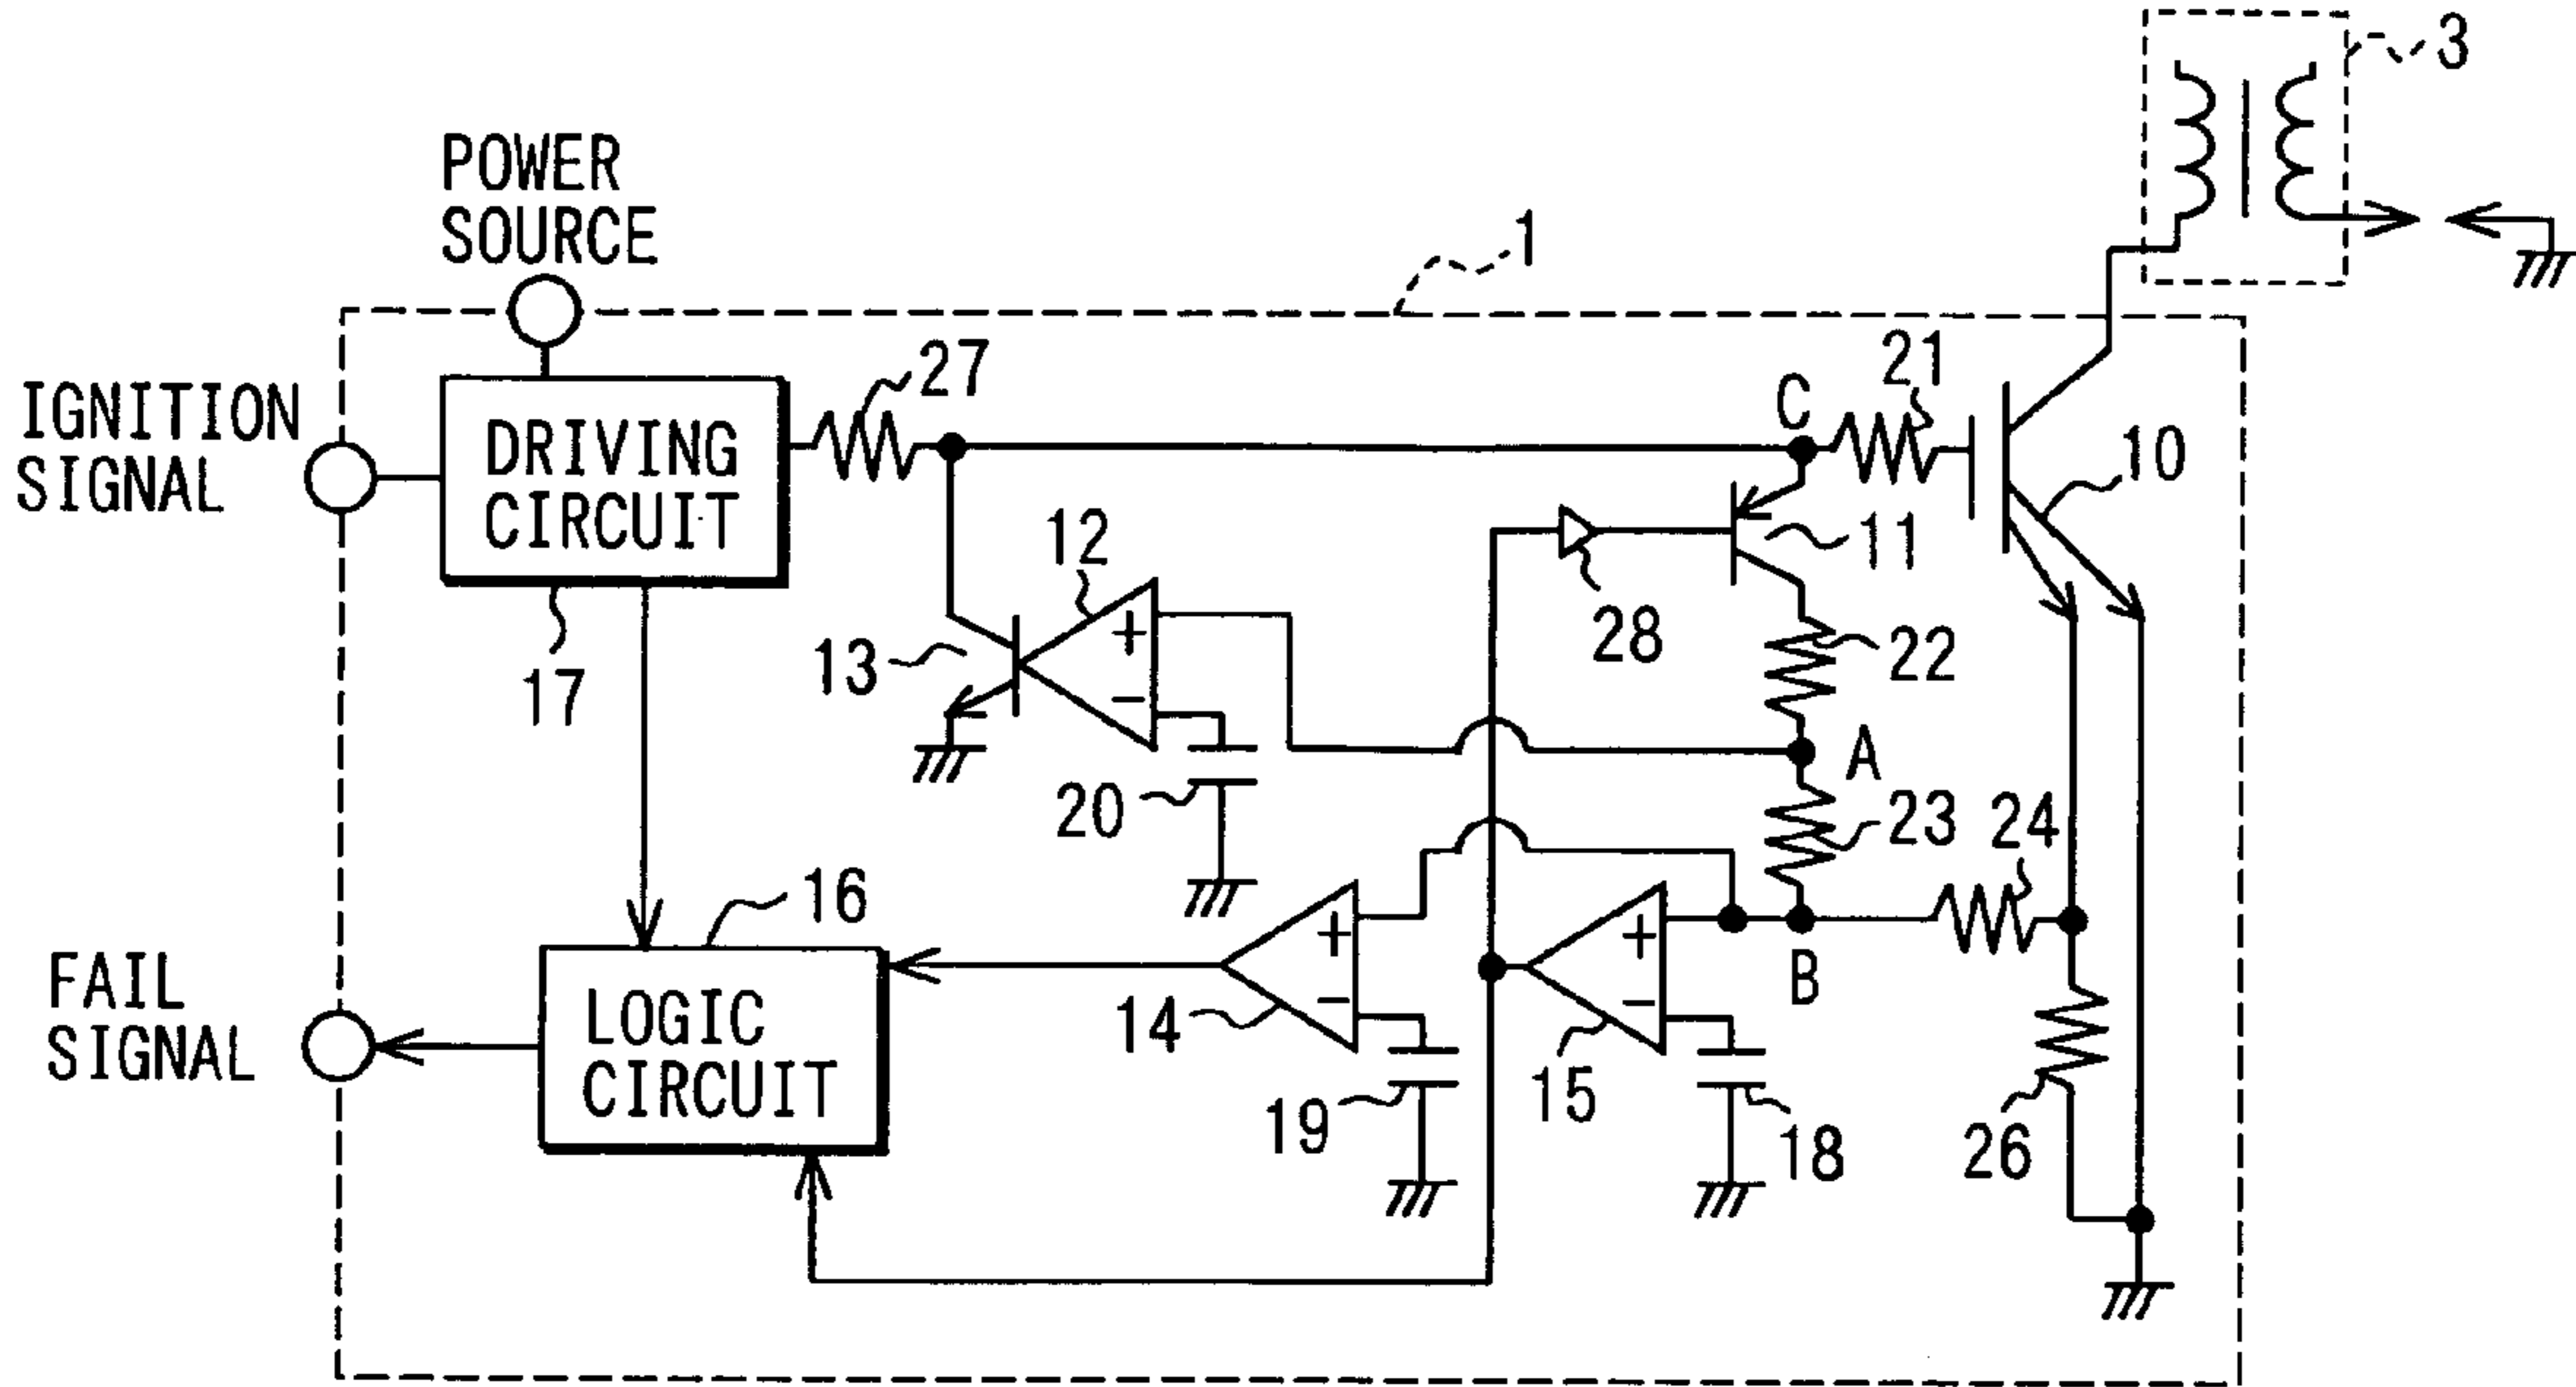 3
POWER
SOURCE
1
IGNITION
SIGNAL
DRIVING
CIRCUIT
27
C
21
10
12
11
28
13
+
−
22
17
A
20
23
24
16
FAIL
SIGNAL
LOGIC
CIRCUIT
+
−
+
−
B
14
19
15
18
26